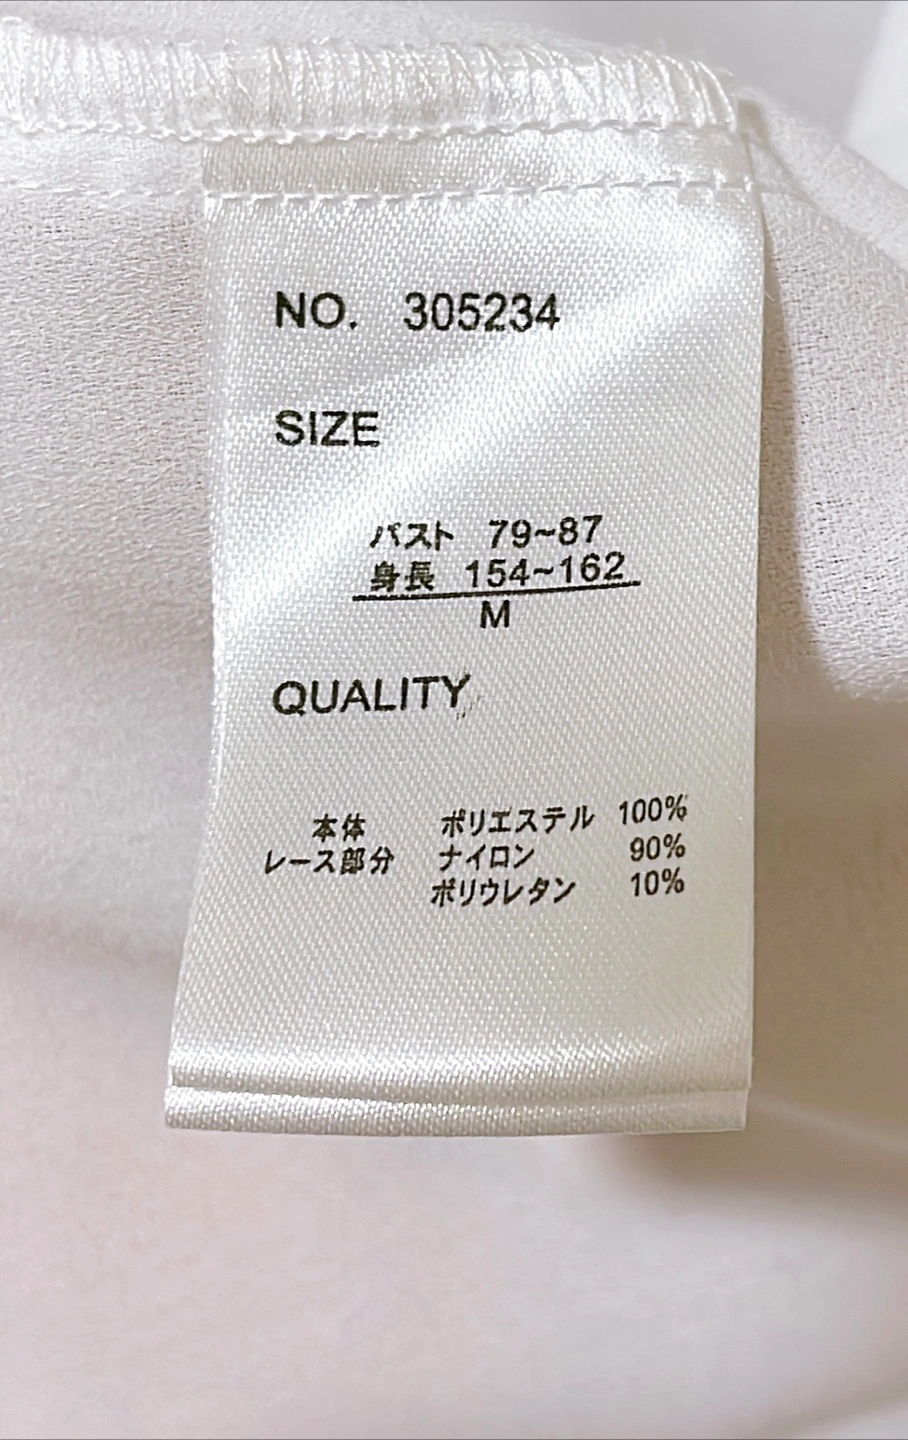 NO. 305234
SIZE
バスト 79~87
身長 154~162
M
QUALITY
本体 ポリエステル 100%
レース部分 ナイロン 90%
ポリウレタン 10%